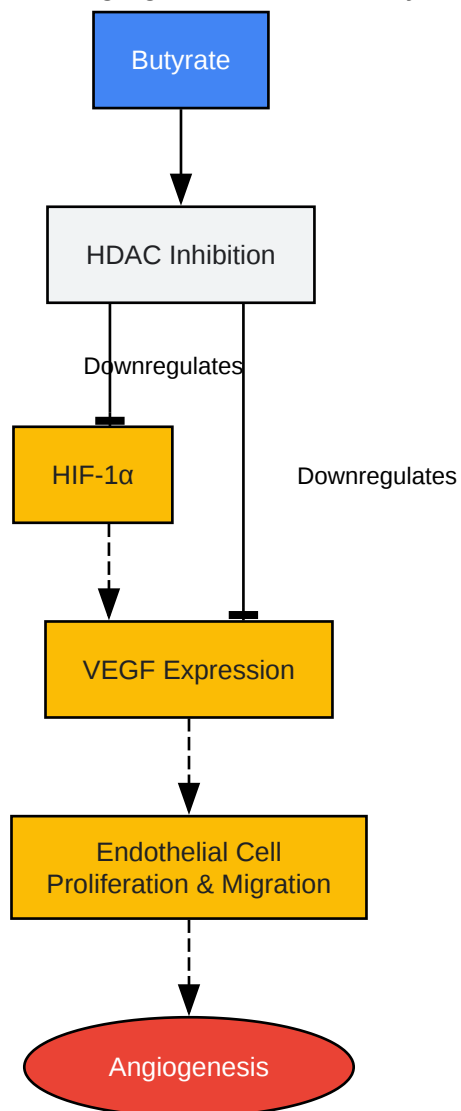 Butyrate
HDAC Inhibition
Downregulates
HIF-1α
Downregulates
VEGF Expression
Endothelial Cell
Proliferation & Migration
Angiogenesis